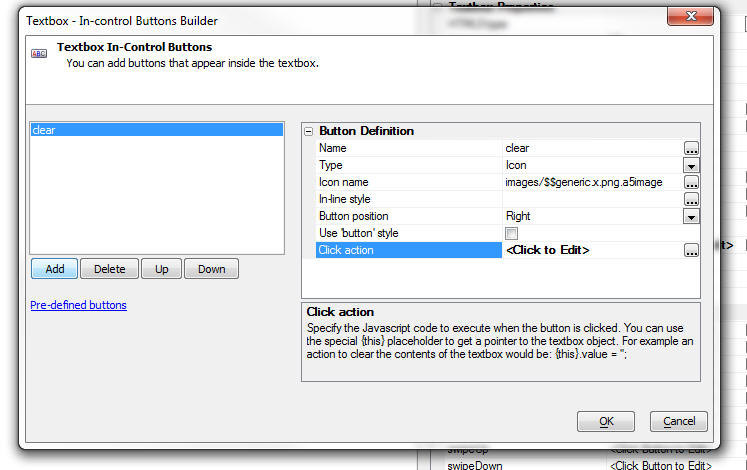 Textbox - In-control Buttons Builder
Textbox In-Control Buttons
You can add buttons that appear inside the textbox.
ABC
clear
Add Delete Up Down
Pre-defined buttons
Button Definition
Name clear ...
Type Icon
Icon name images/$$generic.x.png.a5image ...
In-line style ...
Button position Right
Use 'button' style
Click action <Click to Edit> ...
Click action
Specify the Javascript code to execute when the button is clicked. You can use
the special {this} placeholder to get a pointer to the textbox object. For example an
action to clear the contents of the textbox would be: {this}.value = '';
OK Cancel
Textbox Properties
swipeUp <Click Button to Edit>
swipeDown <Click Button to Edit>